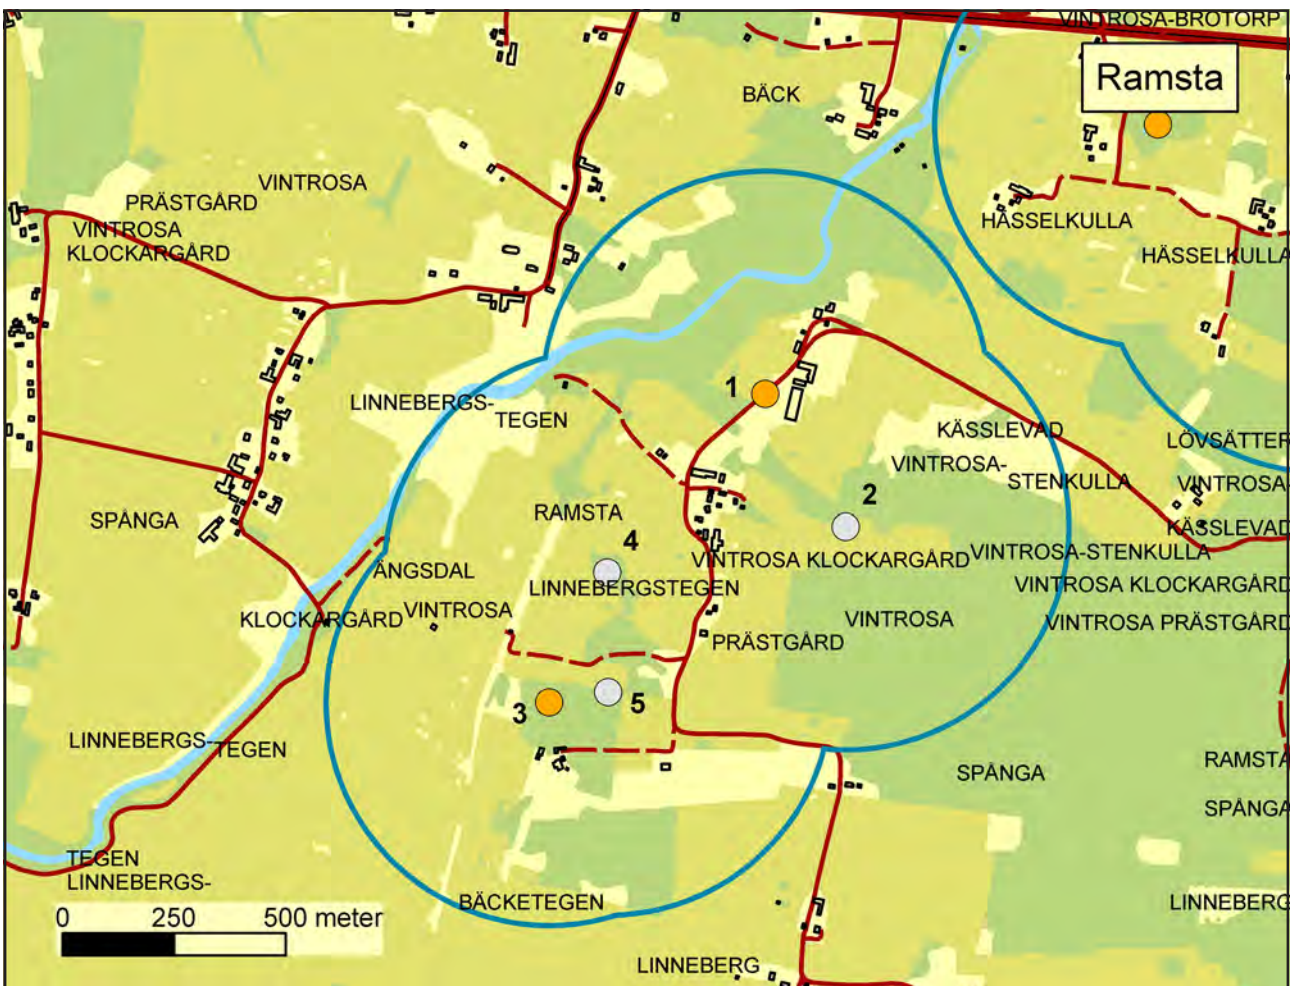 VINTROSA-BROTORP
Ramsta
BÄCK
VINTROSA
PRÄSTGÅRD
VINTROSA
KLOCKARGÅRD
HÄSSELKULLA
HÄSSELKULLA
1
LINNEBERGS-
TEGEN
KÄSSLEVAD
LÖVSÄTTER
VINTROSA-
STENKULLA
VINTROSA-
2
RAMSTA
SPÅNGA
KÄSSLEVAD
4
VINTROSA KLOCKARGÅRD
VINTROSA-STENKULLA
ÄNGSDAL
LINNEBERGSTEGEN
VINTROSA KLOCKARGÅRD
KLOCKARGÅRD
VINTROSA
VINTROSA
VINTROSA PRÄSTGÅRD
PRÄSTGÅRD
3
5
LINNEBERGS-
TEGEN
RAMSTA
SPÅNGA
SPÅNGA
TEGEN
LINNEBERGS-
BÄCKETEGEN
LINNEBERG
0 250 500 meter
LINNEBERG